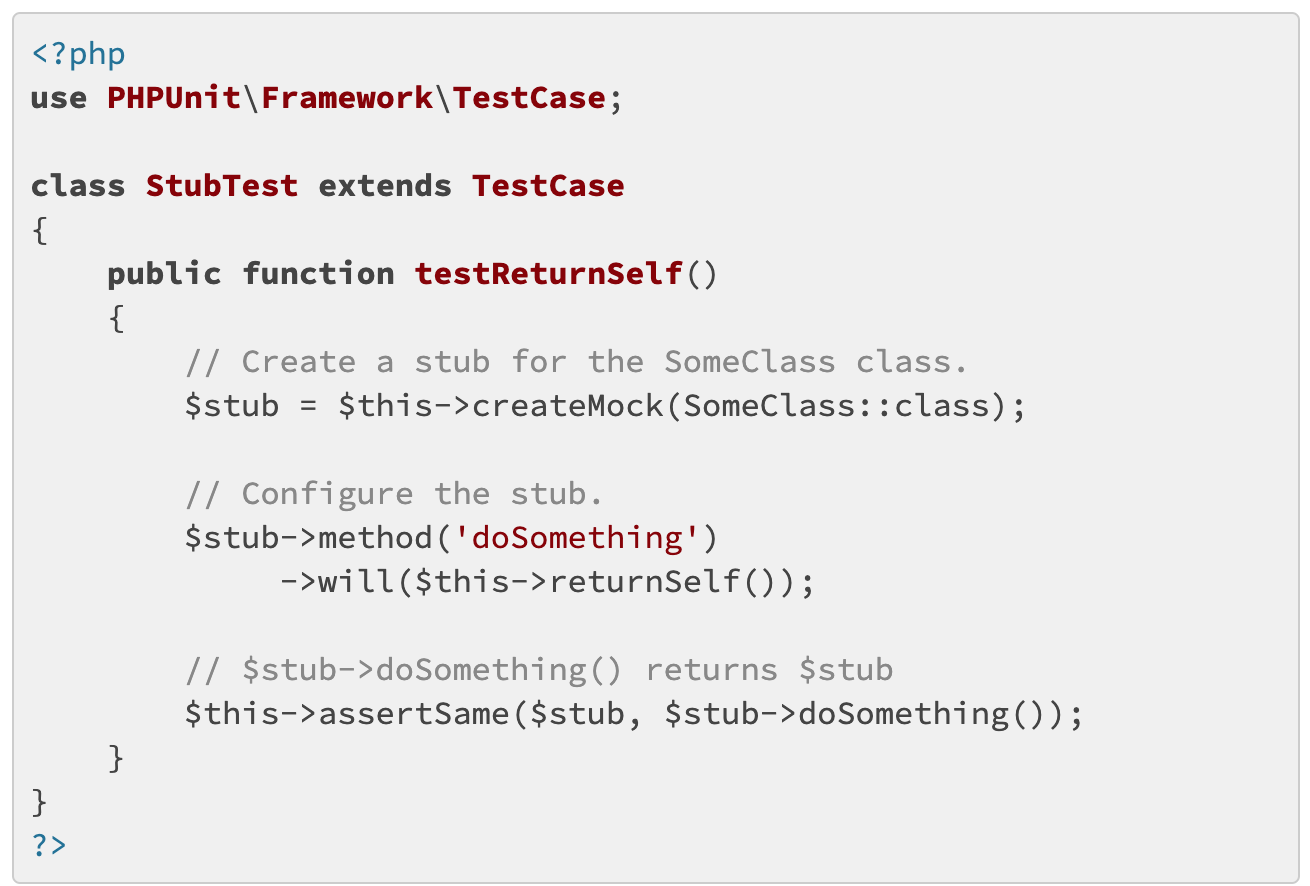 <?php
use PHPUnit\Framework\TestCase;

class StubTest extends TestCase
{
    public function testReturnSelf()
    {
        // Create a stub for the SomeClass class.
        $stub = $this->createMock(SomeClass::class);

        // Configure the stub.
        $stub->method('doSomething')
             ->will($this->returnSelf());

        // $stub->doSomething() returns $stub
        $this->assertSame($stub, $stub->doSomething());
    }
}
?>